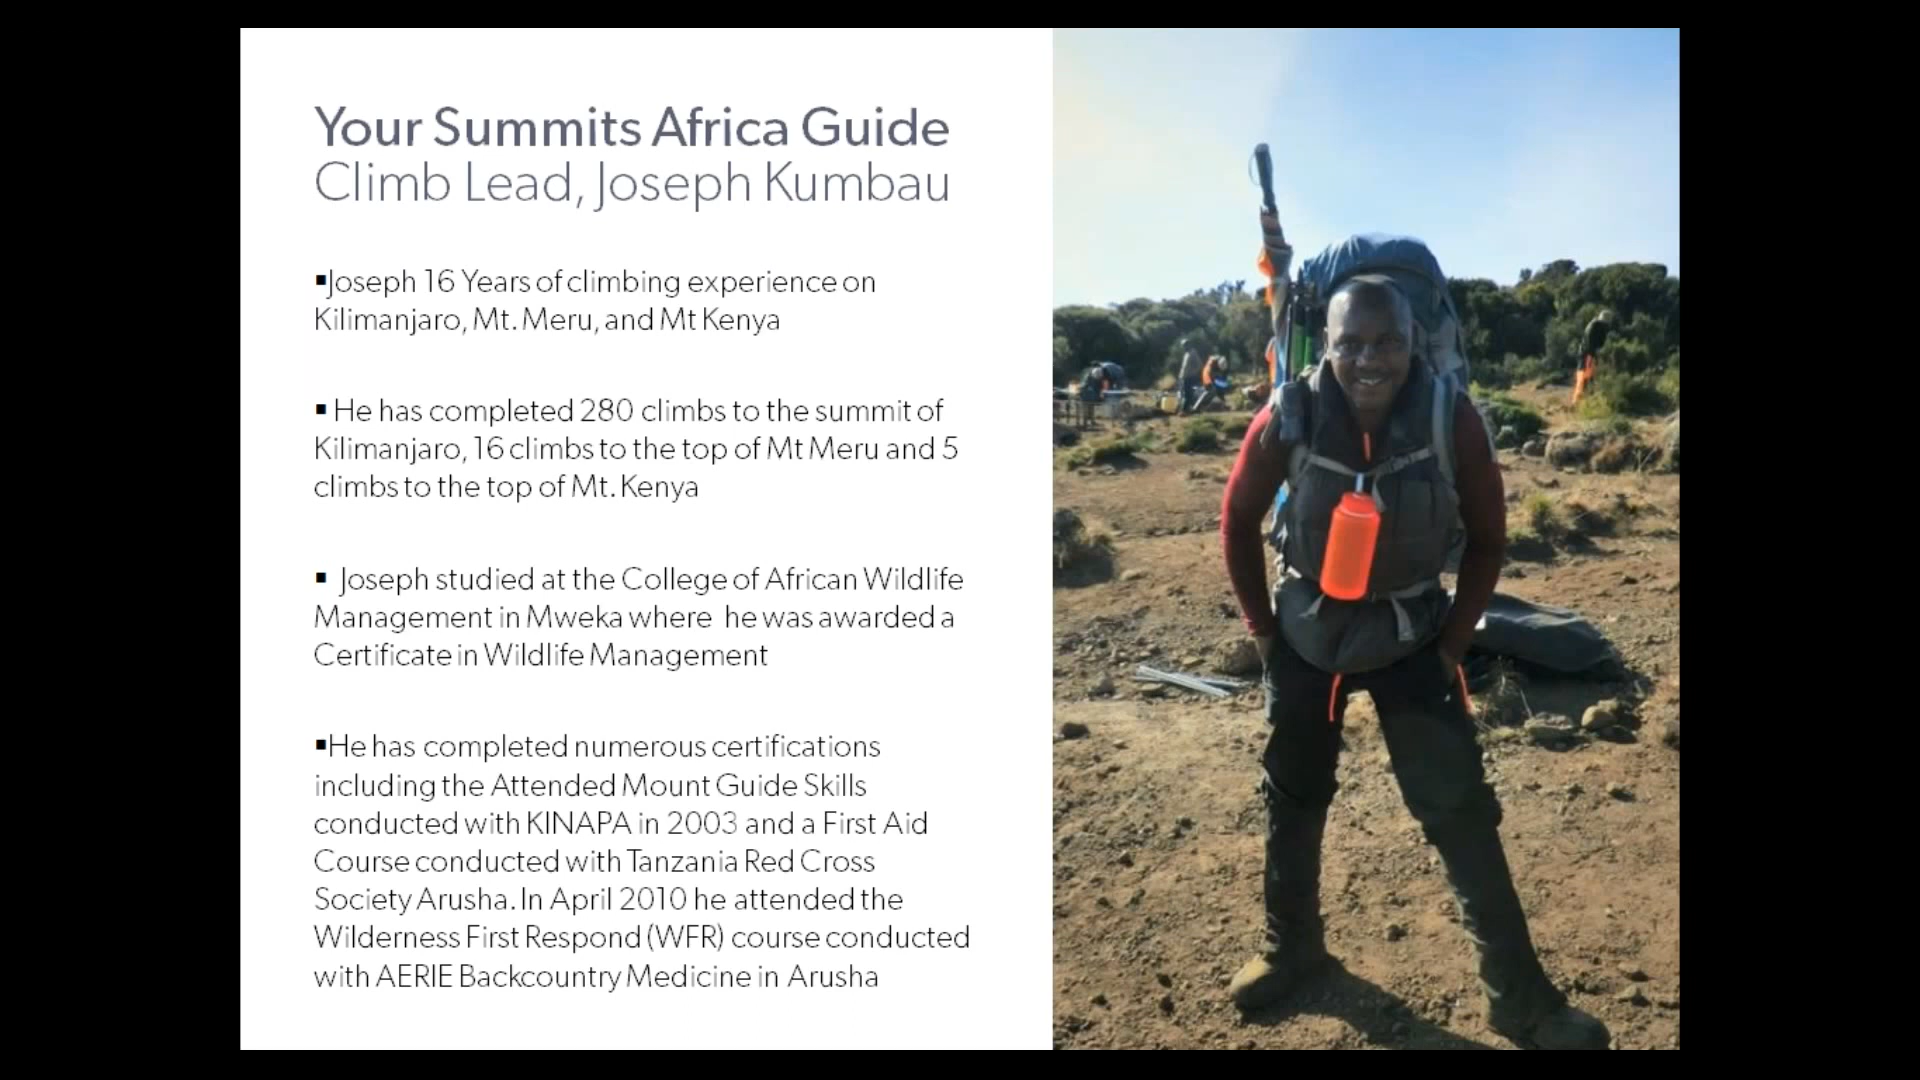 Your Summits Africa Guide
Climb Lead, Joseph Kumbau
▪Joseph 16 Years of climbing experience on
Kilimanjaro, Mt. Meru, and Mt Kenya
▪ He has completed 280 climbs to the summit of
Kilimanjaro, 16 climbs to the top of Mt Meru and 5
climbs to the top of Mt. Kenya
▪ Joseph studied at the College of African Wildlife
Management in Mweka where he was awarded a
Certificate in Wildlife Management
▪He has completed numerous certifications
including the Attended Mount Guide Skills
conducted with KINAPA in 2003 and a First Aid
Course conducted with Tanzania Red Cross
Society Arusha. In April 2010 he attended the
Wilderness First Respond (WFR) course conducted
with AERIE Backcountry Medicine in Arusha